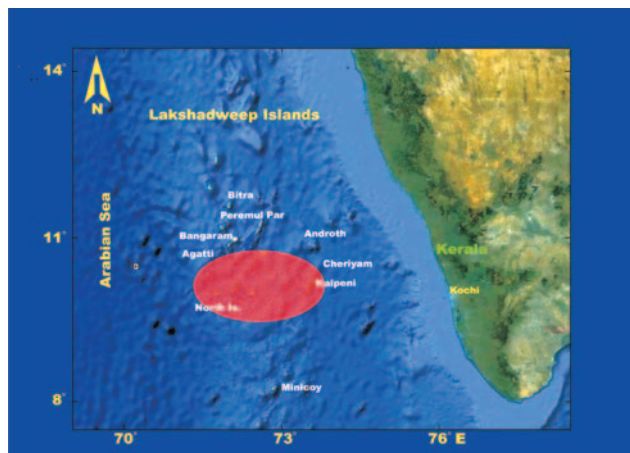 14°
N
Lakshadweep Islands
Bitra
Peremul Par
Bangaram
Androth
11°
Agatti
Kerala
Cheriyam
Arabian Sea
Kalpeni
Kochi
North Is.
Minicoy
8°
70° 73° 76° E